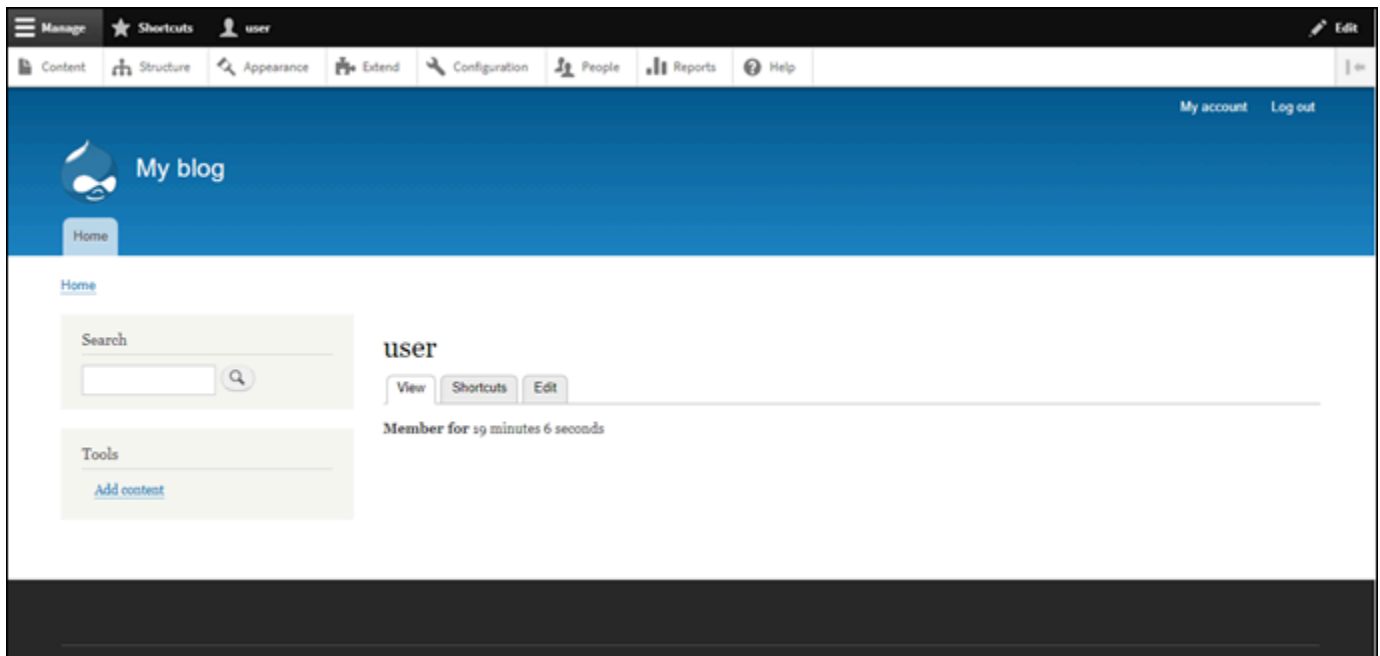 Manage Shortcuts user Edit
Content Structure Appearance Extend Configuration People Reports Help
My account Log out
My blog
Home
Home
Search
user
View Shortcuts Edit
Member for 19 minutes 6 seconds
Tools
Add content